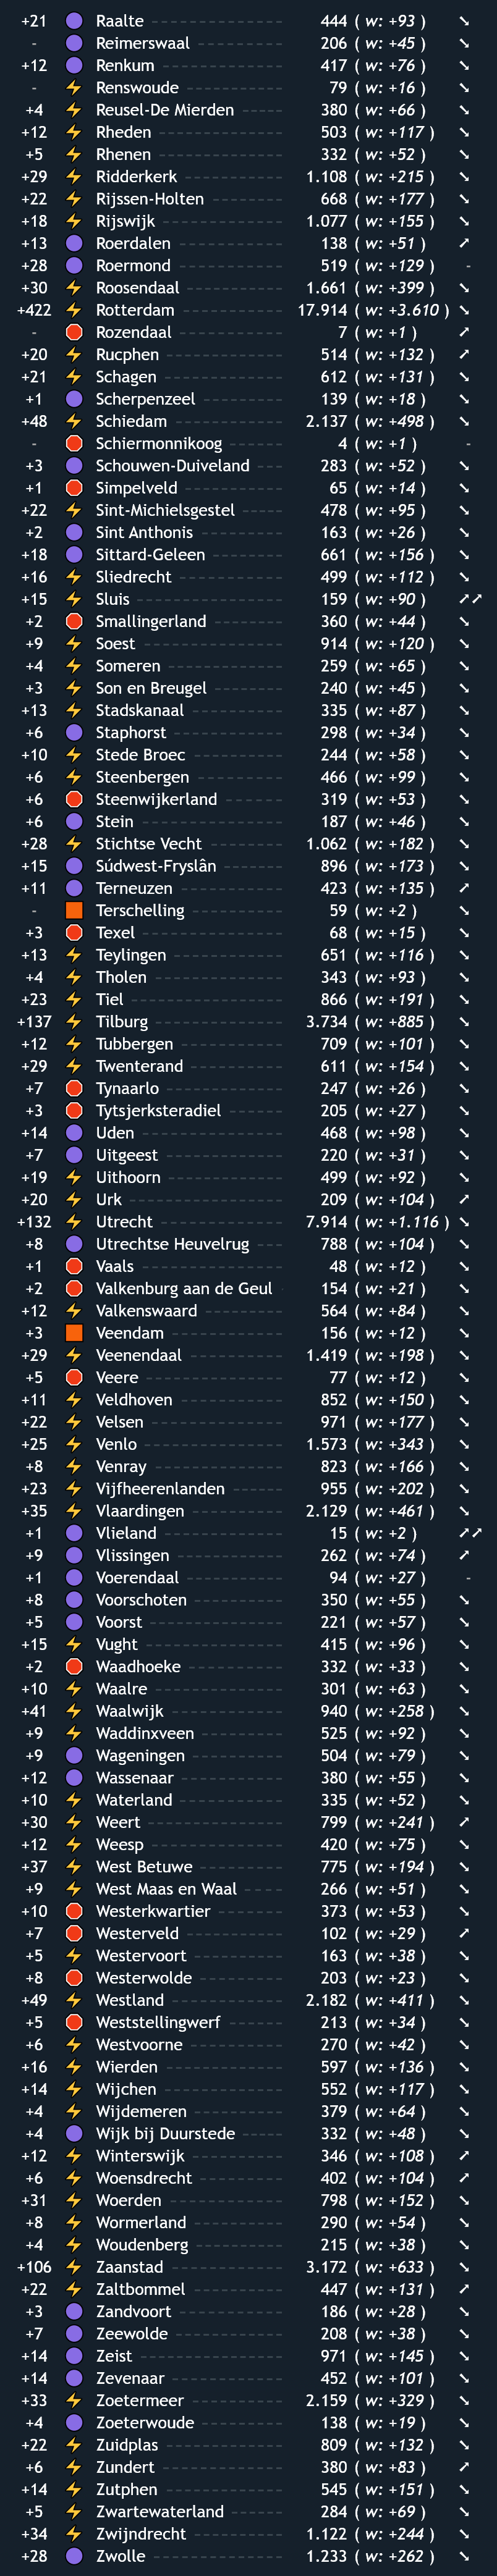 +21 Raalte 444 ( w: +93 )
- Reimerswaal 206 ( w: +45 )
+12 Renkum 417 ( w: +76 )
- Renswoude 79 ( w: +16 )
+4 Reusel-De Mierden 380 ( w: +66 )
+12 Rheden 503 ( w: +117 )
+5 Rhenen 332 ( w: +52 )
+29 Ridderkerk 1.108 ( w: +215 )
+22 Rijssen-Holten 668 ( w: +177 )
+18 Rijswijk 1.077 ( w: +155 )
+13 Roerdalen 138 ( w: +51 )
+28 Roermond 519 ( w: +129 ) -
+30 Roosendaal 1.661 ( w: +399 )
+422 Rotterdam 17.914 ( w: +3.610 )
- Rozendaal 7 ( w: +1 )
+20 Rucphen 514 ( w: +132 )
+21 Schagen 612 ( w: +131 )
+1 Scherpenzeel 139 ( w: +18 )
+48 Schiedam 2.137 ( w: +498 )
- Schiermonnikoog 4 ( w: +1 ) -
+3 Schouwen-Duiveland 283 ( w: +52 )
+1 Simpelveld 65 ( w: +14 )
+22 Sint-Michielsgestel 478 ( w: +95 )
+2 Sint Anthonis 163 ( w: +26 )
+18 Sittard-Geleen 661 ( w: +156 )
+16 Sliedrecht 499 ( w: +112 )
+15 Sluis 159 ( w: +90 )
+2 Smallingerland 360 ( w: +44 )
+9 Soest 914 ( w: +120 )
+4 Someren 259 ( w: +65 )
+3 Son en Breugel 240 ( w: +45 )
+13 Stadskanaal 335 ( w: +87 )
+6 Staphorst 298 ( w: +34 )
+10 Stede Broec 244 ( w: +58 )
+6 Steenbergen 466 ( w: +99 )
+6 Steenwijkerland 319 ( w: +53 )
+6 Stein 187 ( w: +46 )
+28 Stichtse Vecht 1.062 ( w: +182 )
+15 Súdwest-Fryslân 896 ( w: +173 )
+11 Terneuzen 423 ( w: +135 )
- Terschelling 59 ( w: +2 )
+3 Texel 68 ( w: +15 )
+13 Teylingen 651 ( w: +116 )
+4 Tholen 343 ( w: +93 )
+23 Tiel 866 ( w: +191 )
+137 Tilburg 3.734 ( w: +885 )
+12 Tubbergen 709 ( w: +101 )
+29 Twenterand 611 ( w: +154 )
+7 Tynaarlo 247 ( w: +26 )
+3 Tytsjerksteradiel 205 ( w: +27 )
+14 Uden 468 ( w: +98 )
+7 Uitgeest 220 ( w: +31 )
+19 Uithoorn 499 ( w: +92 )
+20 Urk 209 ( w: +104 )
+132 Utrecht 7.914 ( w: +1.116 )
+8 Utrechtse Heuvelrug 788 ( w: +104 )
+1 Vaals 48 ( w: +12 )
+2 Valkenburg aan de Geul 154 ( w: +21 )
+12 Valkenswaard 564 ( w: +84 )
+3 Veendam 156 ( w: +12 )
+29 Veenendaal 1.419 ( w: +198 )
+5 Veere 77 ( w: +12 )
+11 Veldhoven 852 ( w: +150 )
+22 Velsen 971 ( w: +177 )
+25 Venlo 1.573 ( w: +343 )
+8 Venray 823 ( w: +166 )
+23 Vijfheerenlanden 955 ( w: +202 )
+35 Vlaardingen 2.129 ( w: +461 )
+1 Vlieland 15 ( w: +2 )
+9 Vlissingen 262 ( w: +74 )
+1 Voerendaal 94 ( w: +27 ) -
+8 Voorschoten 350 ( w: +55 )
+5 Voorst 221 ( w: +57 )
+15 Vught 415 ( w: +96 )
+2 Waadhoeke 332 ( w: +33 )
+10 Waalre 301 ( w: +63 )
+41 Waalwijk 940 ( w: +258 )
+9 Waddinxveen 525 ( w: +92 )
+9 Wageningen 504 ( w: +79 )
+12 Wassenaar 380 ( w: +55 )
+10 Waterland 335 ( w: +52 )
+30 Weert 799 ( w: +241 )
+12 Weesp 420 ( w: +75 )
+37 West Betuwe 775 ( w: +194 )
+9 West Maas en Waal 266 ( w: +51 )
+10 Westerkwartier 373 ( w: +53 )
+7 Westerveld 102 ( w: +29 )
+5 Westervoort 163 ( w: +38 )
+8 Westerwolde 203 ( w: +23 )
+49 Westland 2.182 ( w: +411 )
+5 Weststellingwerf 213 ( w: +34 )
+6 Westvoorne 270 ( w: +42 )
+16 Wierden 597 ( w: +136 )
+14 Wijchen 552 ( w: +117 )
+4 Wijdemeren 379 ( w: +64 )
+4 Wijk bij Duurstede 332 ( w: +48 )
+12 Winterswijk 346 ( w: +108 )
+6 Woensdrecht 402 ( w: +104 )
+31 Woerden 798 ( w: +152 )
+8 Wormerland 290 ( w: +54 )
+4 Woudenberg 215 ( w: +38 )
+106 Zaanstad 3.172 ( w: +633 )
+22 Zaltbommel 447 ( w: +131 )
+3 Zandvoort 186 ( w: +28 )
+7 Zeewolde 208 ( w: +38 )
+14 Zeist 971 ( w: +145 )
+14 Zevenaar 452 ( w: +101 )
+33 Zoetermeer 2.159 ( w: +329 )
+4 Zoeterwoude 138 ( w: +19 )
+22 Zuidplas 809 ( w: +132 )
+6 Zundert 380 ( w: +83 )
+14 Zutphen 545 ( w: +151 )
+5 Zwartewaterland 284 ( w: +69 )
+34 Zwijndrecht 1.122 ( w: +244 )
+28 Zwolle 1.233 ( w: +262 )